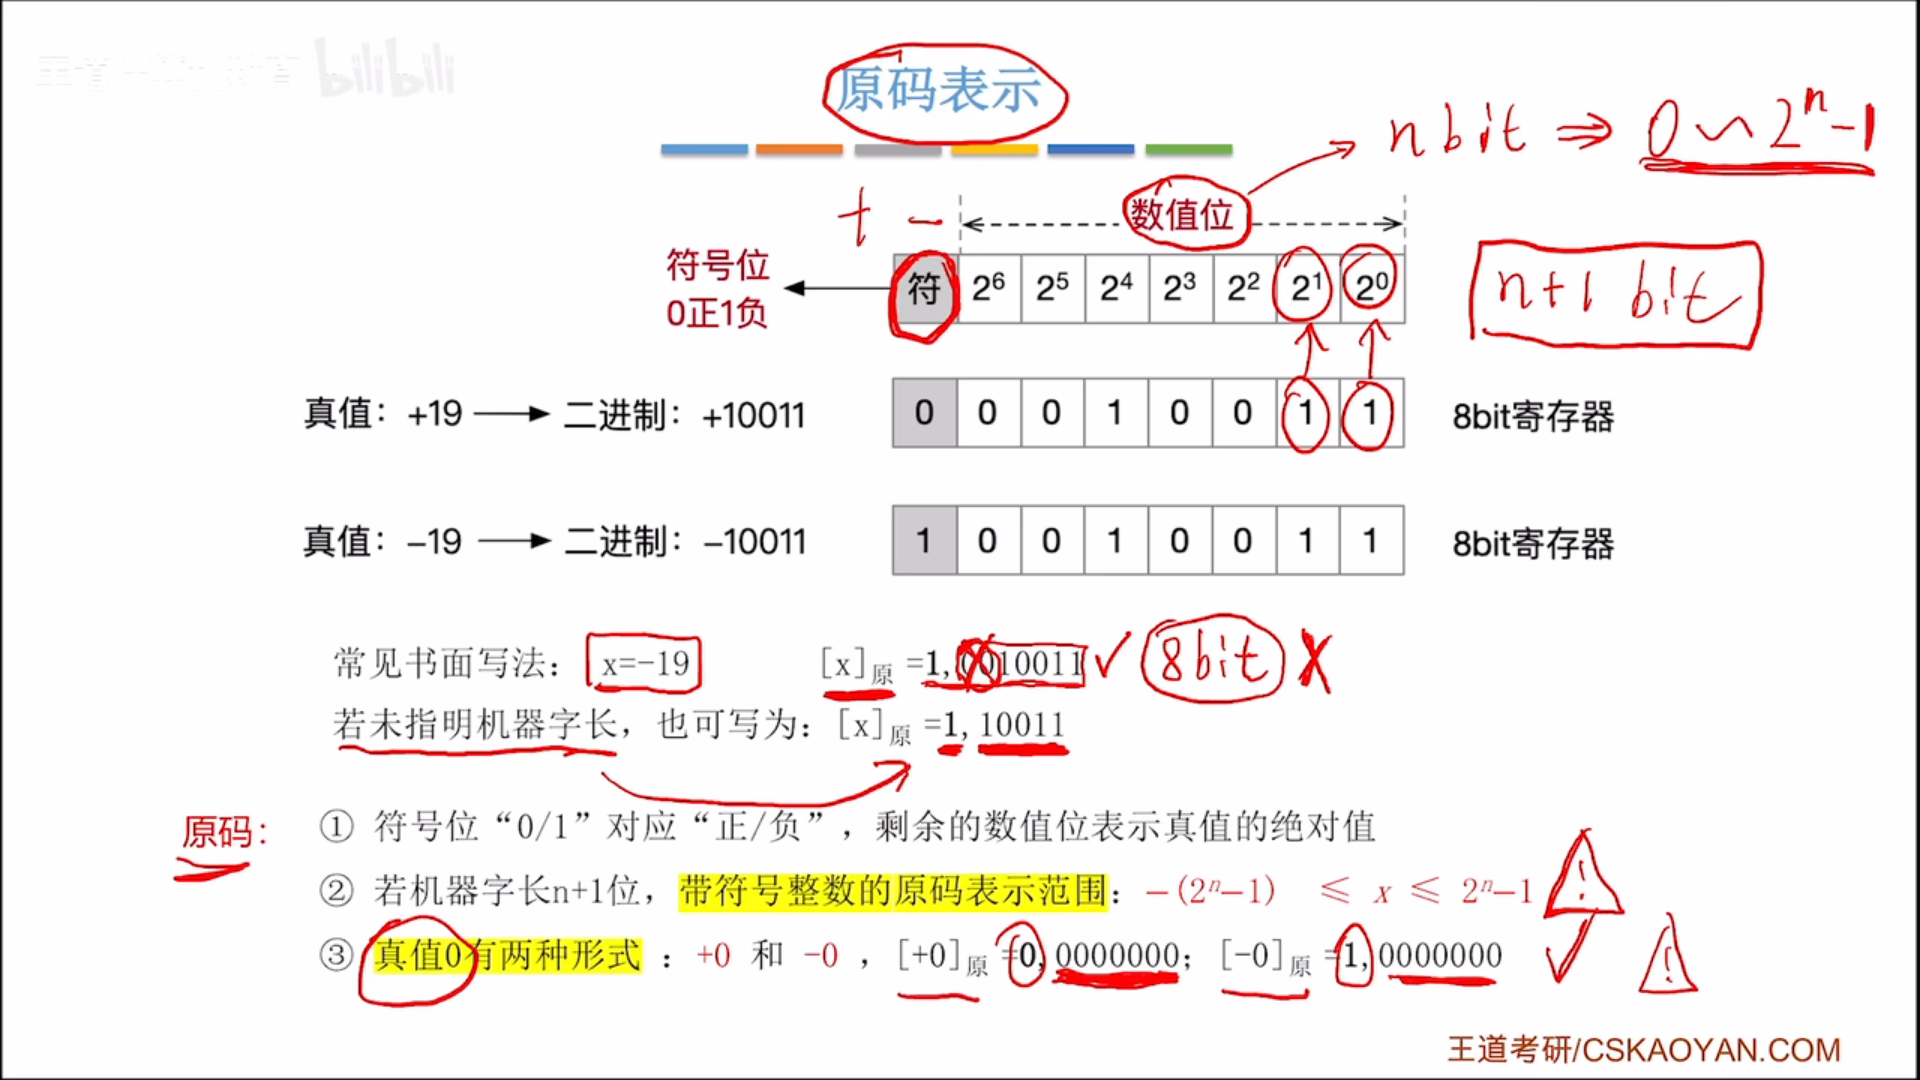 bilibili
原码表示
n bit ⇒ 0～2ⁿ-1
+ -
数值位
符号位
0正1负
符 2⁶ 2⁵ 2⁴ 2³ 2² 2¹ 2⁰
n+1 bit
真值：+19 → 二进制：+10011 0 0 0 1 0 0 1 1 8bit寄存器
真值：-19 → 二进制：-10011 1 0 0 1 0 0 1 1 8bit寄存器
常见书面写法： x=-19 [x]原 =1,0010011 ✓ 8bit X
若未指明机器字长，也可写为：[x]原 =1,10011
原码：
① 符号位“0/1”对应“正/负”，剩余的数值位表示真值的绝对值
② 若机器字长n+1位，带符号整数的原码表示范围：-(2ⁿ-1) ≤ x ≤ 2ⁿ-1 !
③ 真值0有两种形式：+0 和 -0，[+0]原 =0,0000000；[-0]原 =1,0000000 ✓ !
王道考研/CSKAOYAN.COM